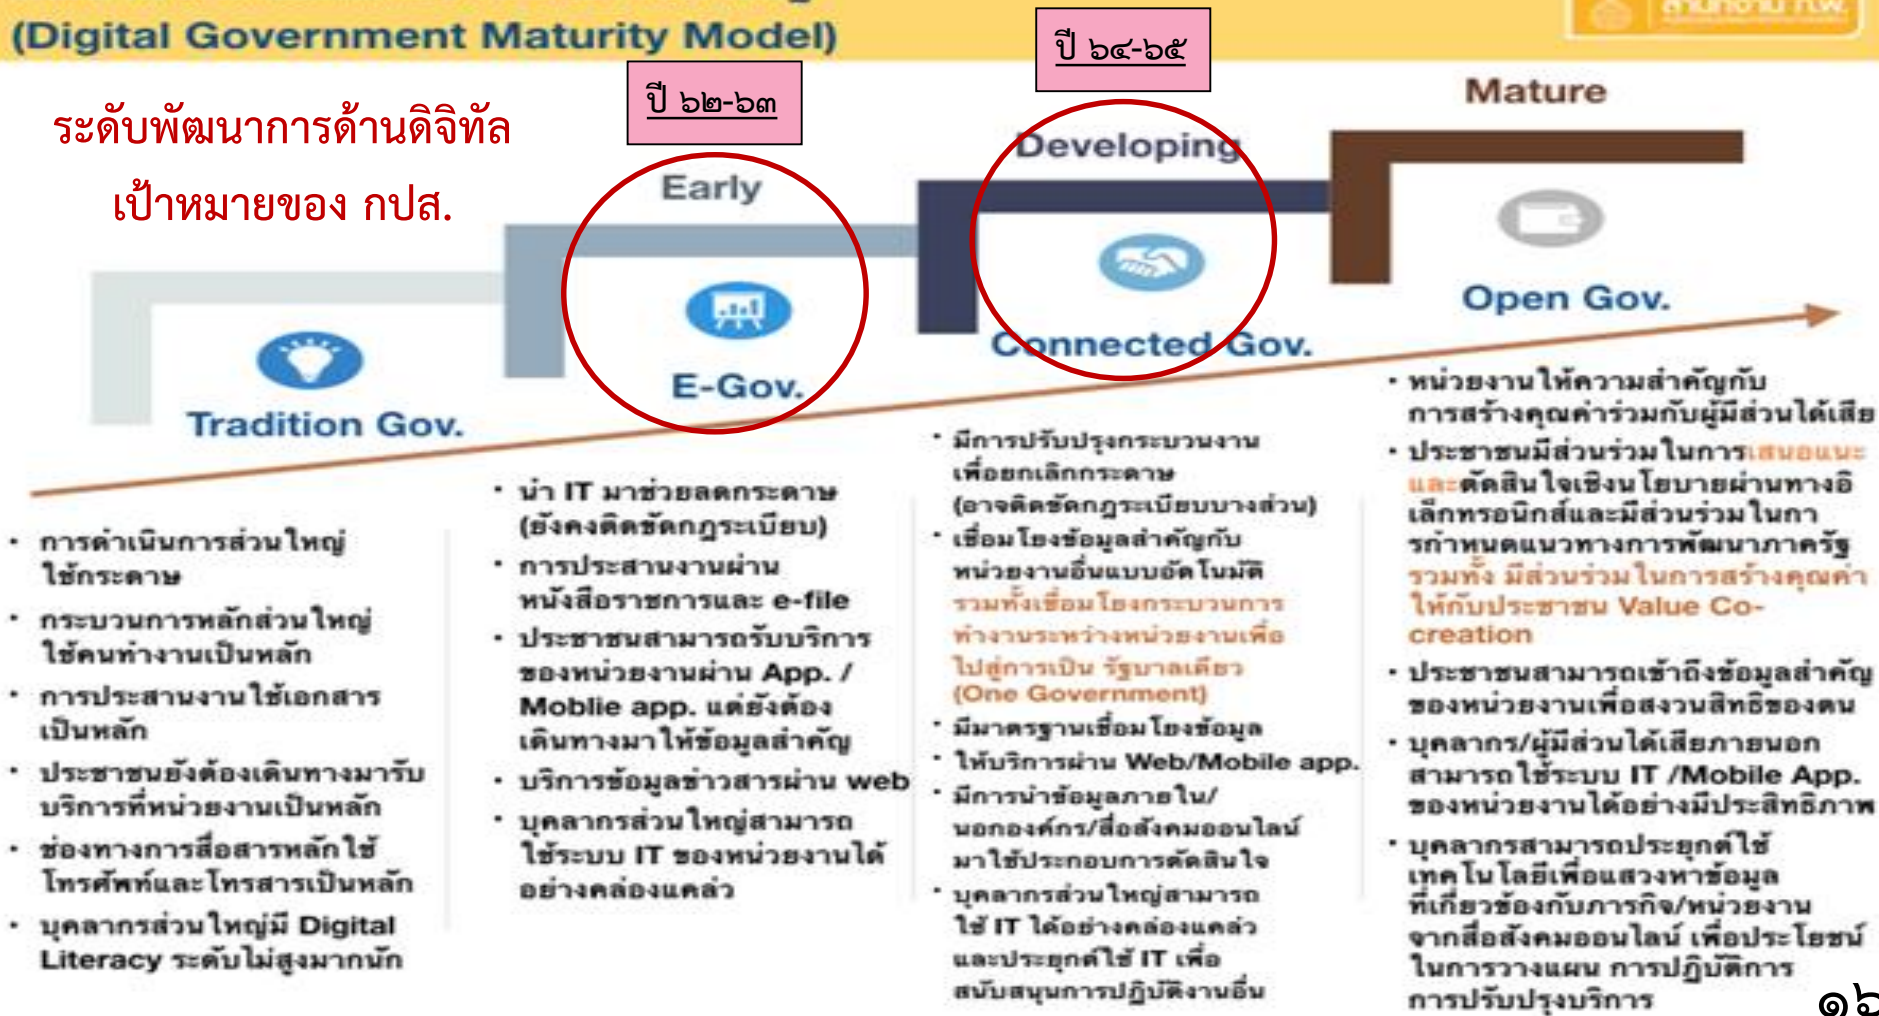 (Digital Government Maturity Model)
สำนักงาน ก.พ.
ปี ๖๒-๖๓
ปี ๖๔-๖๕
ระดับพัฒนาการด้านดิจิทัล
เป้าหมายของ กปส.
Early
Developing
Mature
Tradition Gov.
E-Gov.
Connected Gov.
Open Gov.
• การดำเนินการส่วนใหญ่
ใช้กระดาษ
• กระบวนการหลักส่วนใหญ่
ใช้คนทำงานเป็นหลัก
• การประสานงานใช้เอกสาร
เป็นหลัก
• ประชาชนยังต้องเดินทางมารับ
บริการที่หน่วยงานเป็นหลัก
• ช่องทางการสื่อสารหลักใช้
โทรศัพท์และโทรสารเป็นหลัก
• บุคลากรส่วนใหญ่มี Digital
Literacy ระดับไม่สูงมากนัก
• นำ IT มาช่วยลดกระดาษ
(ยังคงติดขัดกฎระเบียบ)
• การประสานงานผ่าน
หนังสือราชการและ e-file
• ประชาชนสามารถรับบริการ
ของหน่วยงานผ่าน App. /
Moblie app. แต่ยังต้อง
เดินทางมาให้ข้อมูลสำคัญ
• บริการข้อมูลข่าวสารผ่าน web
• บุคลากรส่วนใหญ่สามารถ
ใช้ระบบ IT ของหน่วยงานได้
อย่างคล่องแคล่ว
• มีการปรับปรุงกระบวนงาน
เพื่อยกเลิกกระดาษ
(อาจติดขัดกฎระเบียบบางส่วน)
• เชื่อมโยงข้อมูลสำคัญกับ
หน่วยงานอื่นแบบอัตโนมัติ
รวมทั้งเชื่อมโยงกระบวนการ
ทำงานระหว่างหน่วยงานเพื่อ
ไปสู่การเป็น รัฐบาลเดียว
(One Government)
• มีมาตรฐานเชื่อมโยงข้อมูล
• ให้บริการผ่าน Web/Mobile app.
• มีการนำข้อมูลภายใน/
นอกองค์กร/สื่อสังคมออนไลน์
มาใช้ประกอบการตัดสินใจ
• บุคลากรส่วนใหญ่สามารถ
ใช้ IT ได้อย่างคล่องแคล่ว
และประยุกต์ใช้ IT เพื่อ
สนับสนุนการปฏิบัติงานอื่น
• หน่วยงานให้ความสำคัญกับ
การสร้างคุณค่าร่วมกับผู้มีส่วนได้เสีย
• ประชาชนมีส่วนร่วมในการเสนอแนะ
และตัดสินใจเชิงนโยบายผ่านทางอิ
เล็กทรอนิกส์และมีส่วนร่วมในกา
รกำหนดแนวทางการพัฒนาภาครัฐ
รวมทั้ง มีส่วนร่วมในการสร้างคุณค่า
ให้กับประชาชน Value Co-
creation
• ประชาชนสามารถเข้าถึงข้อมูลสำคัญ
ของหน่วยงานเพื่อสงวนสิทธิของตน
• บุคลากร/ผู้มีส่วนได้เสียภายนอก
สามารถใช้ระบบ IT /Mobile App.
ของหน่วยงานได้อย่างมีประสิทธิภาพ
• บุคลากรสามารถประยุกต์ใช้
เทคโนโลยีเพื่อแสวงหาข้อมูล
ที่เกี่ยวข้องกับภารกิจ/หน่วยงาน
จากสื่อสังคมออนไลน์ เพื่อประโยชน์
ในการวางแผน การปฏิบัติการ
การปรับปรุงบริการ
๑๖